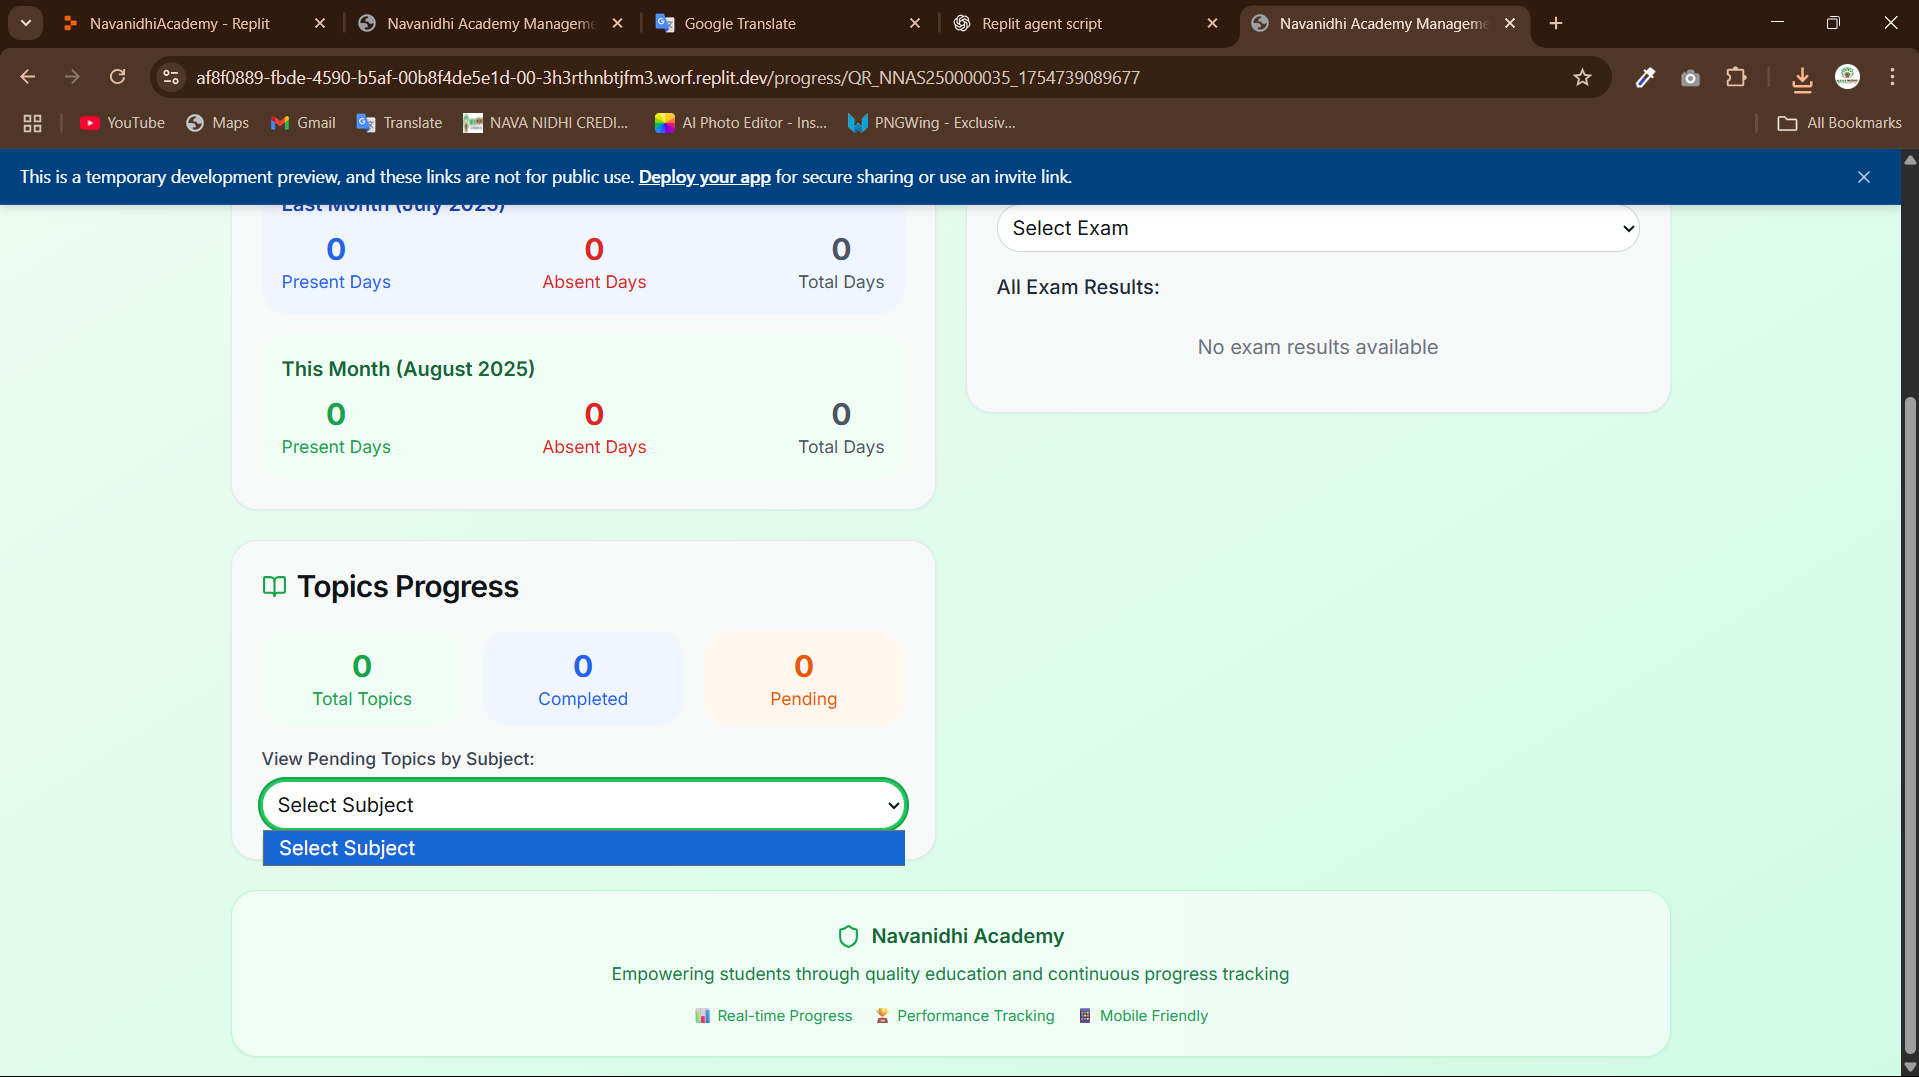 NavanidhiAcademy - Replit
Navanidhi Academy Manageme
Google Translate
Replit agent script
Navanidhi Academy Manageme
af8f0889-fbde-4590-b5af-00b8f4de5e1d-00-3h3rthnbtjfm3.worf.replit.dev/progress/QR_NNAS250000035_1754739089677
YouTube
Maps
Gmail
Translate
NAVA NIDHI CREDI...
AI Photo Editor - Ins...
PNGWing - Exclusiv...
All Bookmarks
This is a temporary development preview, and these links are not for public use. Deploy your app for secure sharing or use an invite link.
Last Month (July 2025)
0 0 0
Present Days Absent Days Total Days
This Month (August 2025)
0 0 0
Present Days Absent Days Total Days
Select Exam
All Exam Results:
No exam results available
Topics Progress
0 0 0
Total Topics Completed Pending
View Pending Topics by Subject:
Select Subject
Select Subject
Navanidhi Academy
Empowering students through quality education and continuous progress tracking
Real-time Progress Performance Tracking Mobile Friendly